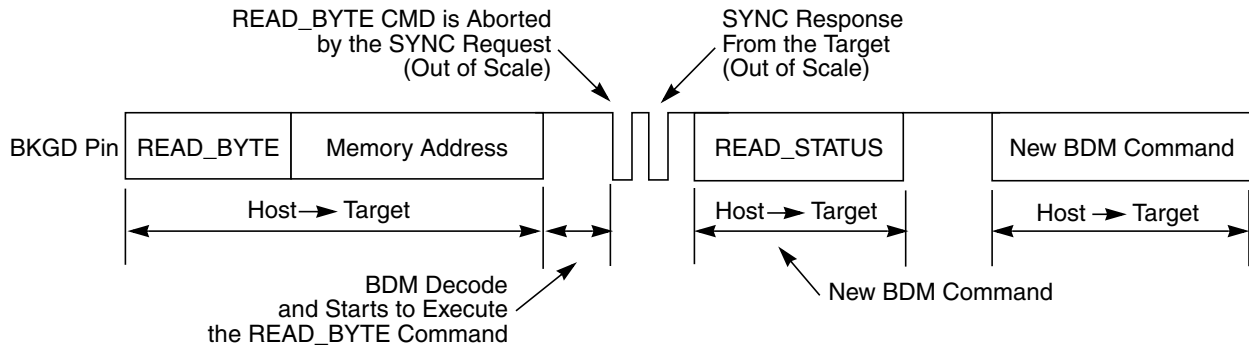 READ_BYTE CMD is Aborted
by the SYNC Request
(Out of Scale)
SYNC Response
From the Target
(Out of Scale)
BKGD Pin
READ_BYTE
Memory Address
READ_STATUS
New BDM Command
Host Target
Host Target
Host Target
BDM Decode
and Starts to Execute
the READ_BYTE Command
New BDM Command